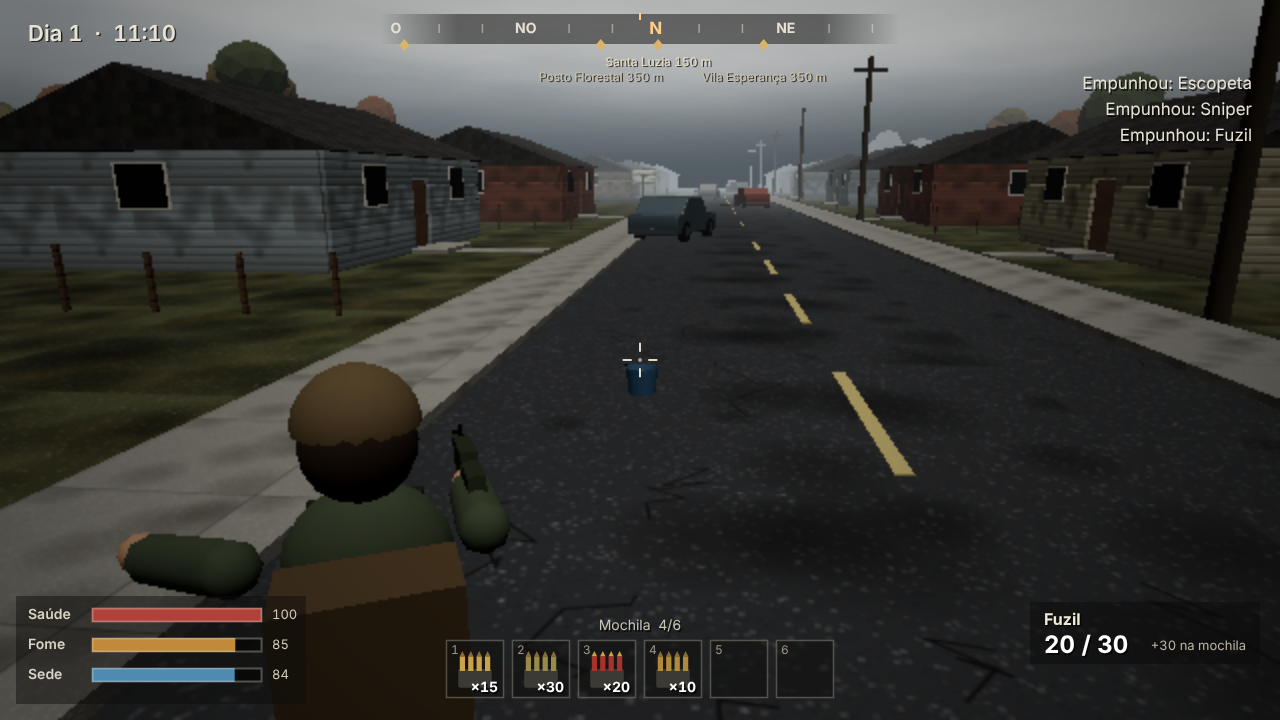 Dia 1 · 11:10
O NO N NE
Santa Luzia 150 m
Posto Florestal 350 m Vila Esperança 350 m
Empunhou: Escopeta
Empunhou: Sniper
Empunhou: Fuzil
Saúde 100
Fome 85
Sede 84
Mochila 4/6
1 2 3 4 5 6
×15 ×30 ×20 ×10
Fuzil
20 / 30 +30 na mochila